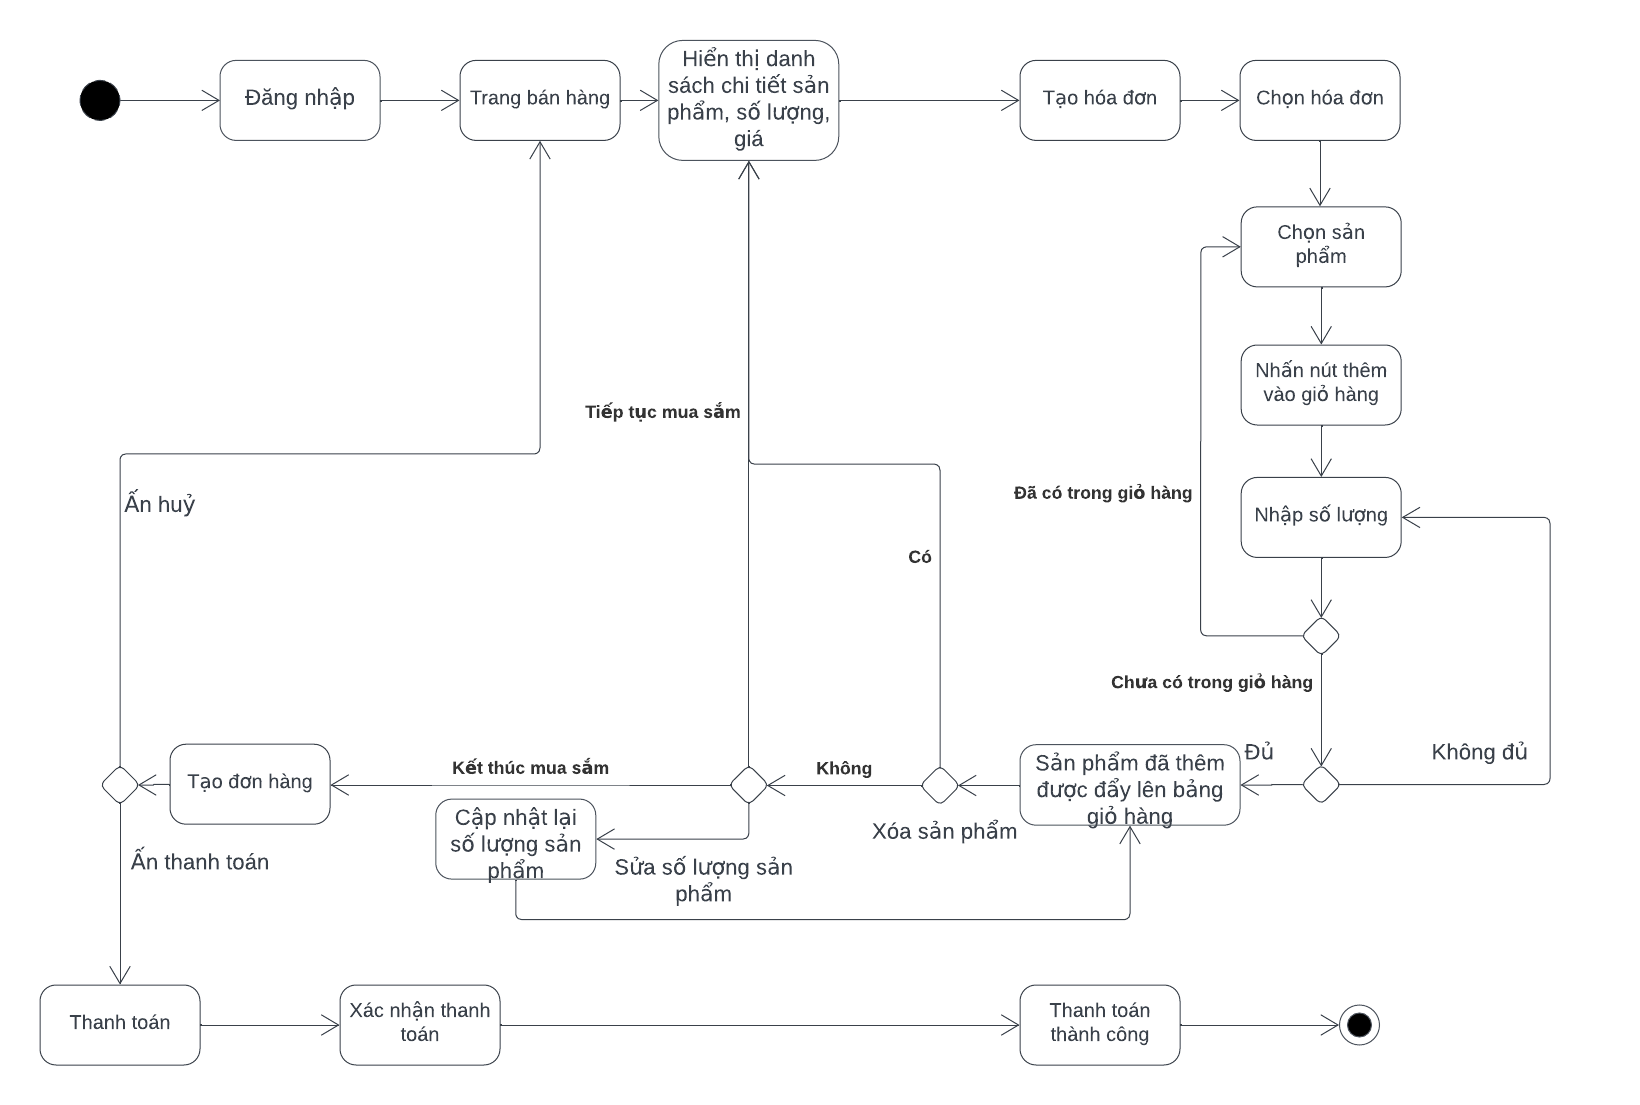 Đăng nhập
Trang bán hàng
Hiển thị danh
sách chi tiết sản
phẩm, số lượng,
giá
Tạo hóa đơn
Chọn hóa đơn
Chọn sản
phẩm
Nhấn nút thêm
vào giỏ hàng
Tiếp tục mua sắm
Đã có trong giỏ hàng
Ấn huỷ
Nhập số lượng
Có
Chưa có trong giỏ hàng
Đủ
Không đủ
Sản phẩm đã thêm
được đẩy lên bảng
giỏ hàng
Không
Xóa sản phẩm
Kết thúc mua sắm
Tạo đơn hàng
Cập nhật lại
số lượng sản
phẩm
Sửa số lượng sản
phẩm
Ấn thanh toán
Thanh toán
Xác nhận thanh
toán
Thanh toán
thành công